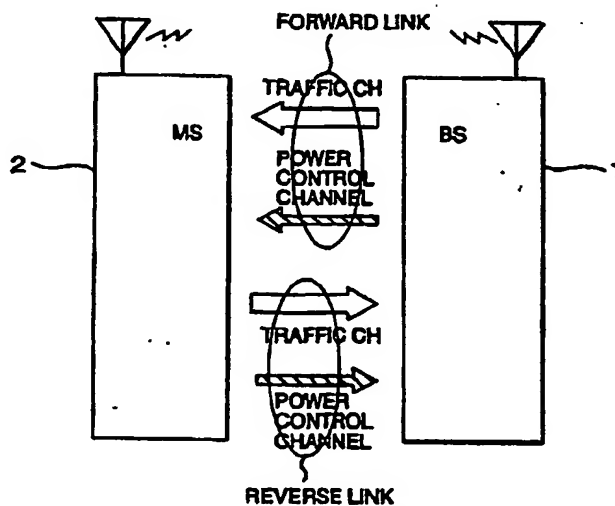 FORWARD LINK
TRAFFIC CH
MS
BS
2
POWER
CONTROL
CHANNEL
TRAFFIC CH
POWER
CONTROL
CHANNEL
REVERSE LINK